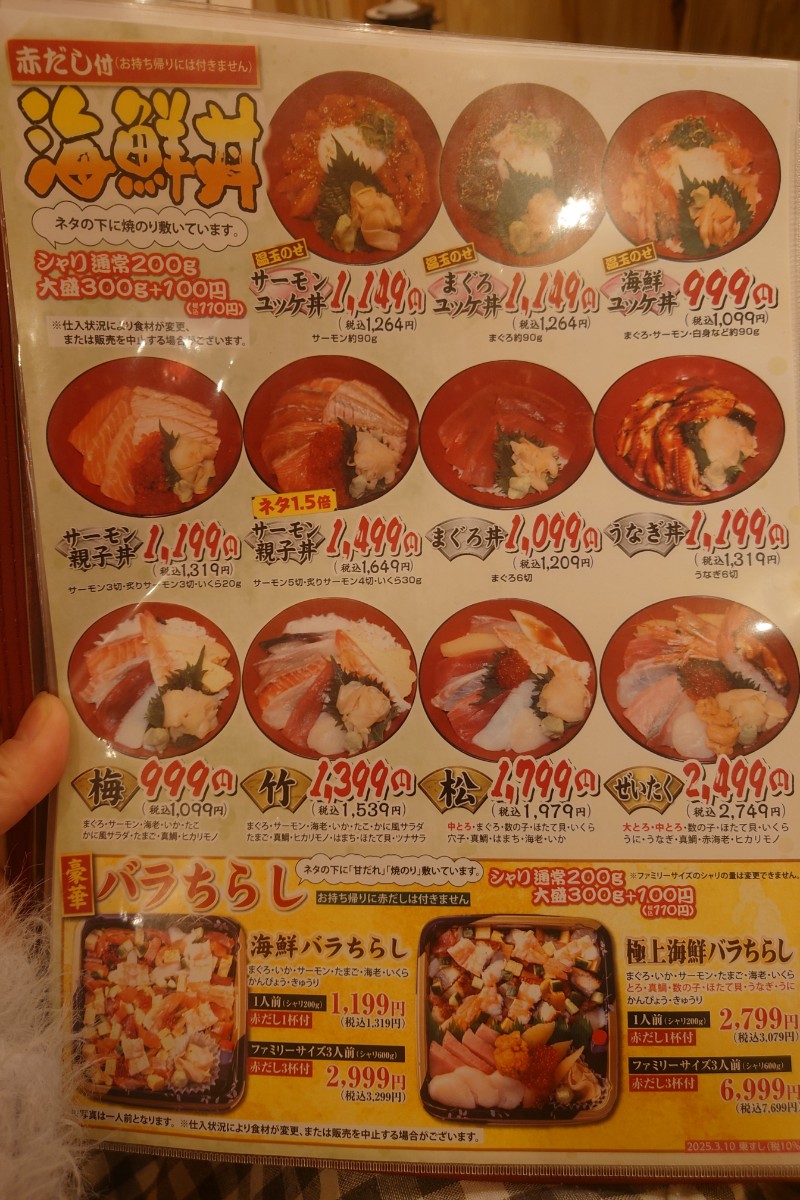 赤だし付(お持ち帰りには付きません)
海鮮丼
ネタの下に焼のり敷いています。
シャリ 通常200g
大盛300g+100円
(税込110円)
※仕入状況により食材が変更、
または販売を中止する場合がございます。
温玉のせ
サーモン
ユッケ丼
1,149円
(税込1,264円)
サーモン約90g
温玉のせ
まぐろ
ユッケ丼
1,149円
(税込1,264円)
まぐろ約90g
温玉のせ
海鮮
ユッケ丼
999円
(税込1,099円)
まぐろ・サーモン・白身など約90g
サーモン
親子丼
1,199円
(税込1,319円)
サーモン3切・炙りサーモン3切・いくら20g
ネタ1.5倍
サーモン
親子丼
1,499円
(税込1,649円)
サーモン5切・炙りサーモン4切・いくら30g
まぐろ丼
1,099円
(税込1,209円)
まぐろ6切
うなぎ丼
1,199円
(税込1,319円)
うなぎ6切
梅
999円
(税込1,099円)
まぐろ・サーモン・海老・いか・たこ
かに風サラダ・たまご・真鯛・ヒカリモノ
竹
1,399円
(税込1,539円)
まぐろ・サーモン・海老・いか・たこ・かに風サラダ
たまご・真鯛・ヒカリモノ・はまち・ほたて貝・ツナサラ
松
1,799円
(税込1,979円)
中とろ・まぐろ・数の子・ほたて貝・いくら
穴子・真鯛・はまち・海老・いか
ぜいたく
2,499円
(税込2,749円)
大とろ・中とろ・数の子・ほたて貝・いくら
うに・うなぎ・真鯛・赤海老・ヒカリモノ
豪華
バラちらし
ネタの下に「甘だれ」「焼のり」敷いています。
お持ち帰りに赤だしは付きません
シャリ 通常200g
大盛300g+100円
(税込110円)
※ファミリーサイズのシャリの量は変更できません。
海鮮バラちらし
まぐろ・いか・サーモン・たまご・海老・いくら
かんぴょう・きゅうり
1人前(シャリ200g)
赤だし1杯付
1,199円
(税込1,319円)
ファミリーサイズ3人前(シャリ600g)
赤だし3杯付
2,999円
(税込3,299円)
極上海鮮バラちらし
まぐろ・いか・サーモン・たまご・海老・いくら
とろ・真鯛・数の子・ほたて貝・うなぎ・うに
かんぴょう・きゅうり
1人前(シャリ200g)
赤だし1杯付
2,799円
(税込3,079円)
ファミリーサイズ3人前(シャリ600g)
赤だし3杯付
6,999円
(税込7,699円)
写真は一人前となります。 ※仕入状況により食材が変更、または販売を中止する場合がございます。
2025.3.10 (税10%